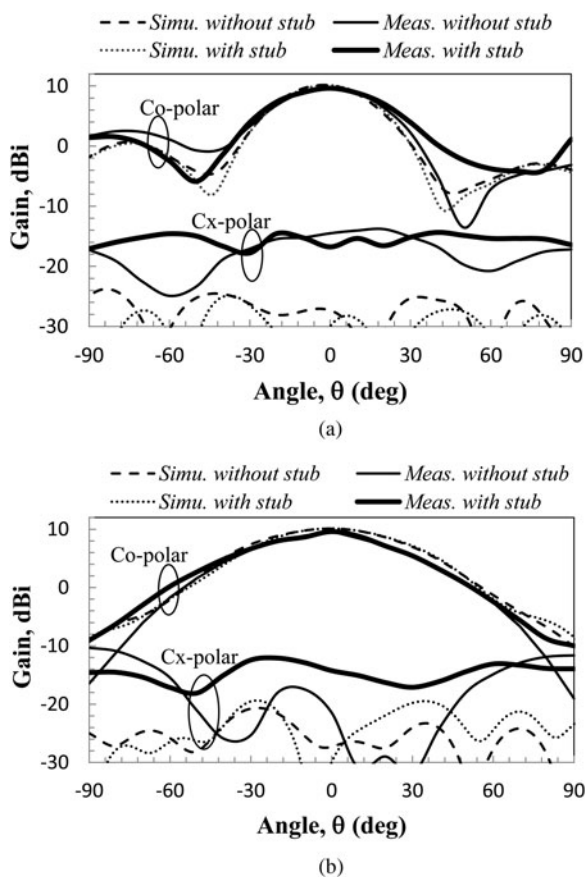 Simu. without stub Meas. without stub
Simu. with stub Meas. with stub
Gain, dBi
10
0
-10
-20
-30
Co-polar
Cx-polar
-90 -60 -30 0 30 60 90
Angle, θ (deg)
(a)
Simu. without stub Meas. without stub
Simu. with stub Meas. with stub
Gain, dBi
10
0
-10
-20
-30
Co-polar
Cx-polar
-90 -60 -30 0 30 60 90
Angle, θ (deg)
(b)